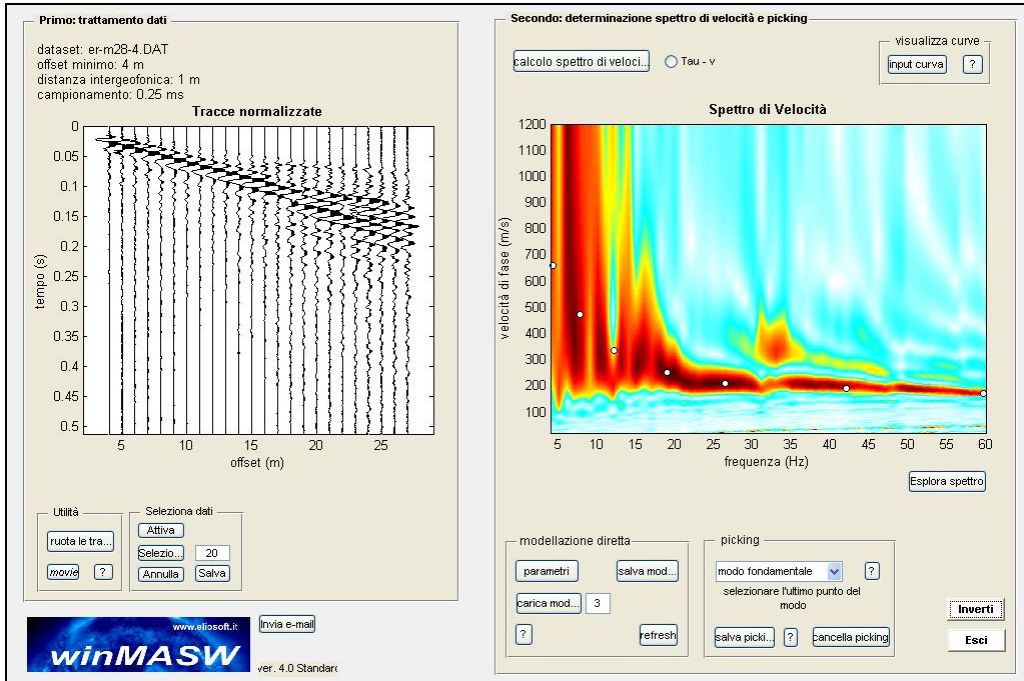 Primo: trattamento dati
dataset: er-m28-4.DAT
offset minimo: 4 m
distanza intergeofonica: 1 m
campionamento: 0.25 ms
Tracce normalizzate
0
0.05
0.1
0.15
0.2
0.25
0.3
0.35
0.4
0.45
0.5
tempo (s)
5 10 15 20 25
offset (m)
Utilità
ruota le tra...
movie ?
Seleziona dati
Attiva
Selezio... 20
Annulla Salva
www.eliosoft.it
winMASW
Invia e-mail
ver. 4.0 Standard
Secondo: determinazione spettro di velocità e picking
calcolo spettro di veloci...
Tau - v
visualizza curve
input curva ?
Spettro di Velocità
1200
1100
1000
900
800
700
600
500
400
300
200
100
velocità di fase (m/s)
5 10 15 20 25 30 35 40 45 50 55 60
frequenza (Hz)
Esplora spettro
modellazione diretta
parametri salva mod...
carica mod... 3
? refresh
picking
modo fondamentale ?
selezionare l'ultimo punto del
modo
salva picki... ? cancella picking
Inverti
Esci